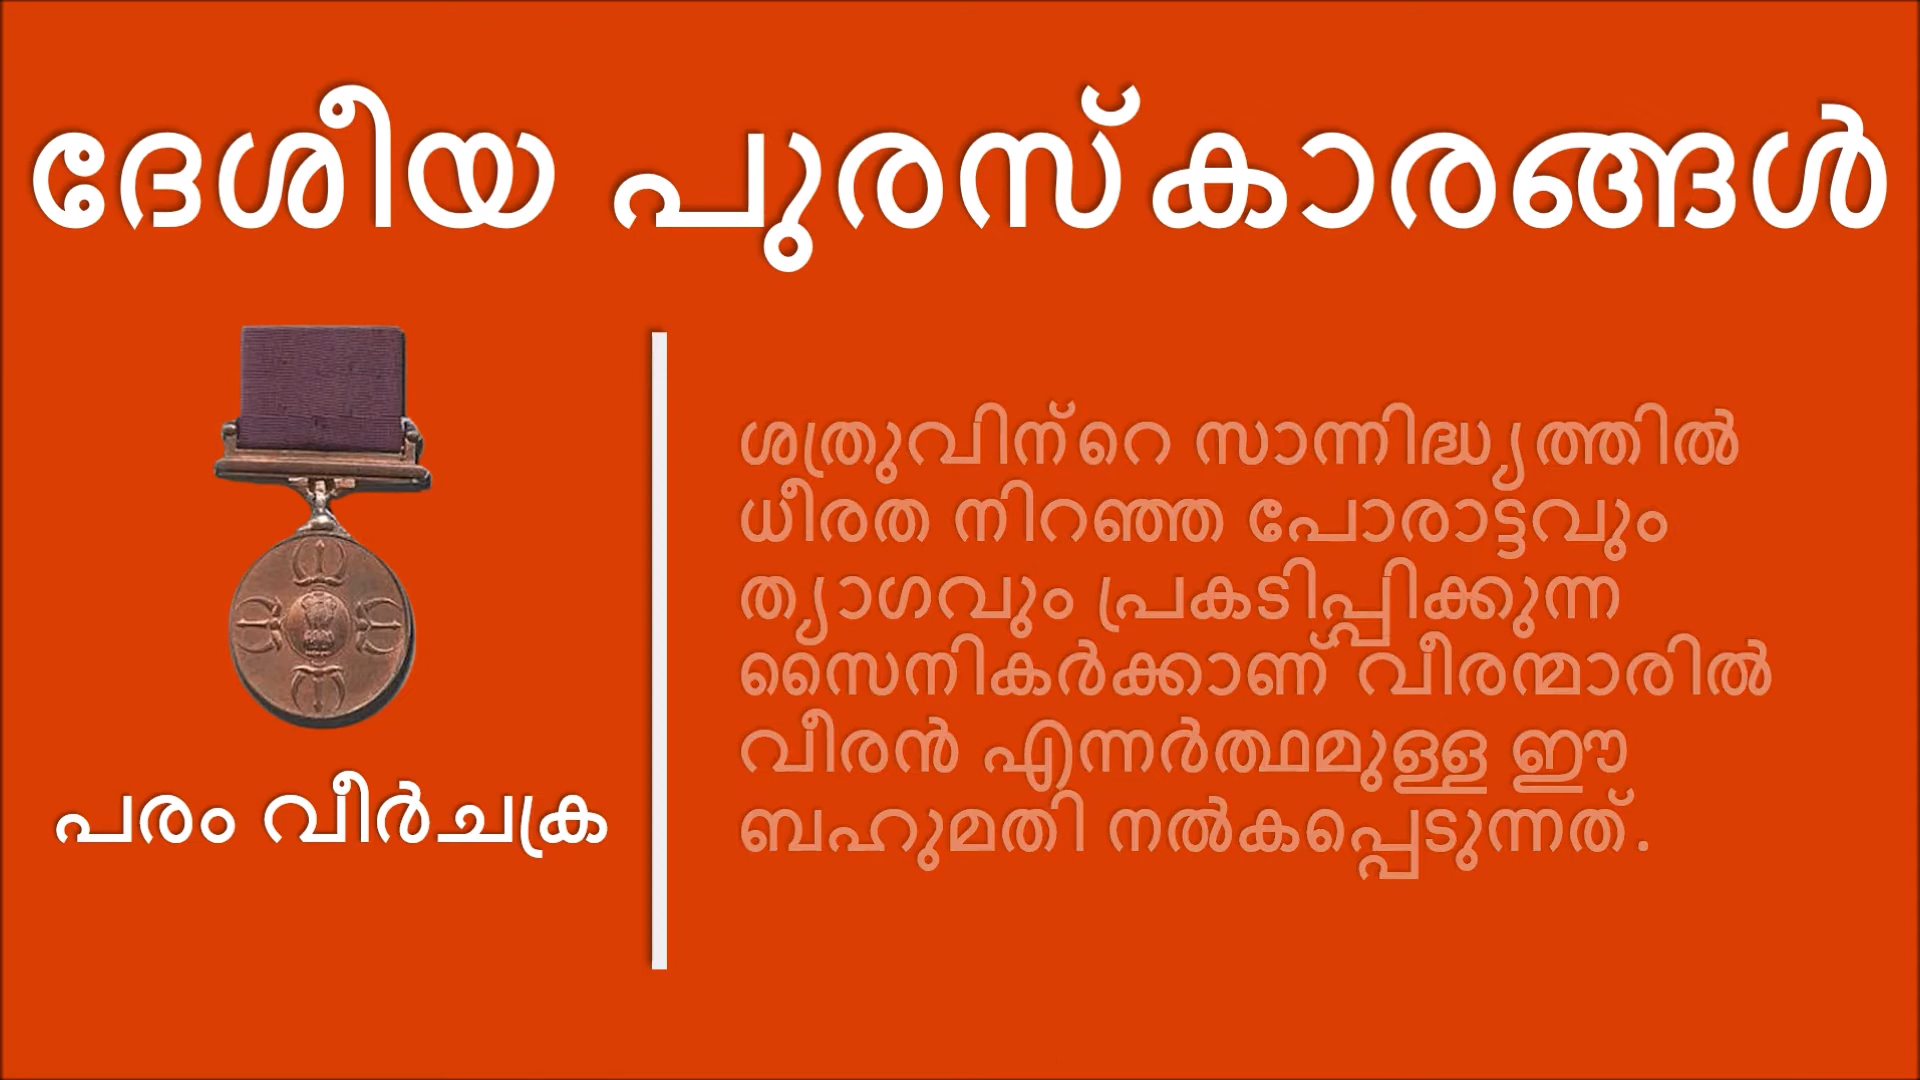 ദേശീയ പുരസ്‌കാരങ്ങൾ
പരം വീർചക്ര
ശത്രുവിന്‍റെ സാന്നിദ്ധ്യത്തിൽ
ധീരത നിറഞ്ഞ പോരാട്ടവും
ത്യാഗവും പ്രകടിപ്പിക്കുന്ന
സൈനികർക്കാണ് വീരന്മാരിൽ
വീരൻ എന്നർത്ഥമുള്ള ഈ
ബഹുമതി നൽകപ്പെടുന്നത്.